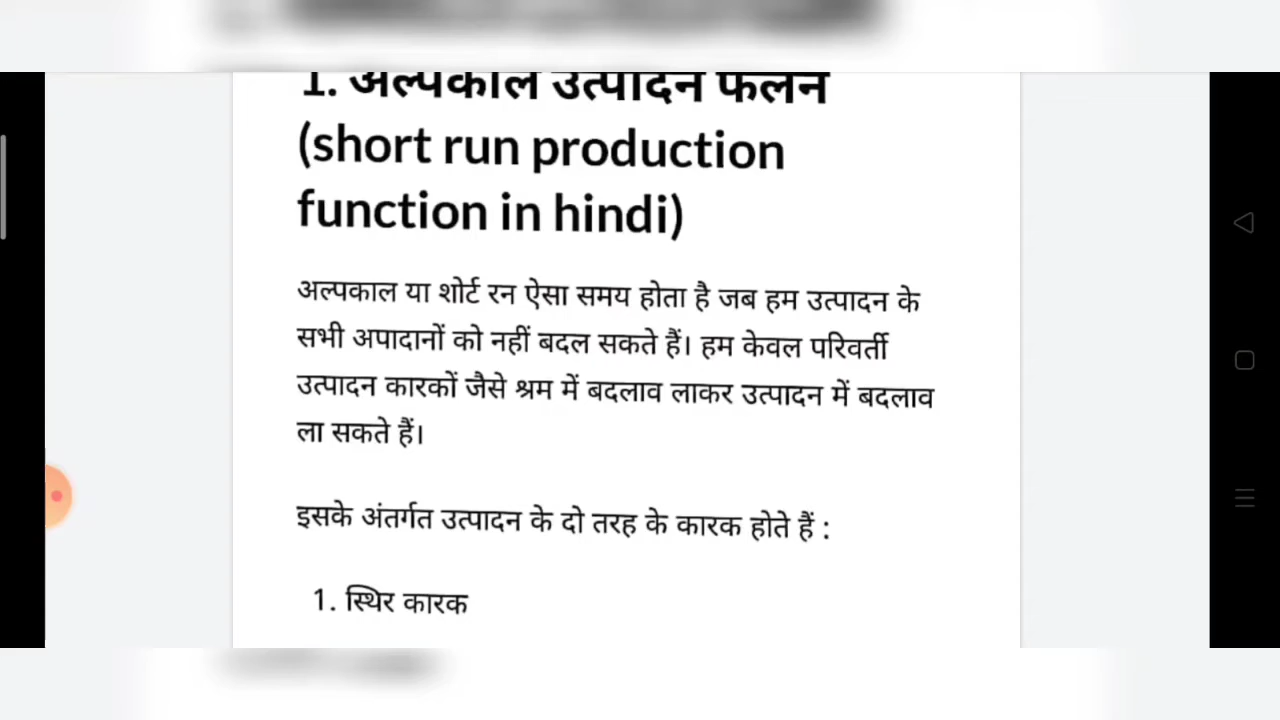 1. अल्पकाल उत्पादन फलन
(short run production
function in hindi)
अल्पकाल या शोर्ट रन ऐसा समय होता है जब हम उत्पादन के
सभी अपादानों को नहीं बदल सकते हैं। हम केवल परिवर्ती
उत्पादन कारकों जैसे श्रम में बदलाव लाकर उत्पादन में बदलाव
ला सकते हैं।
इसके अंतर्गत उत्पादन के दो तरह के कारक होते हैं :
1. स्थिर कारक